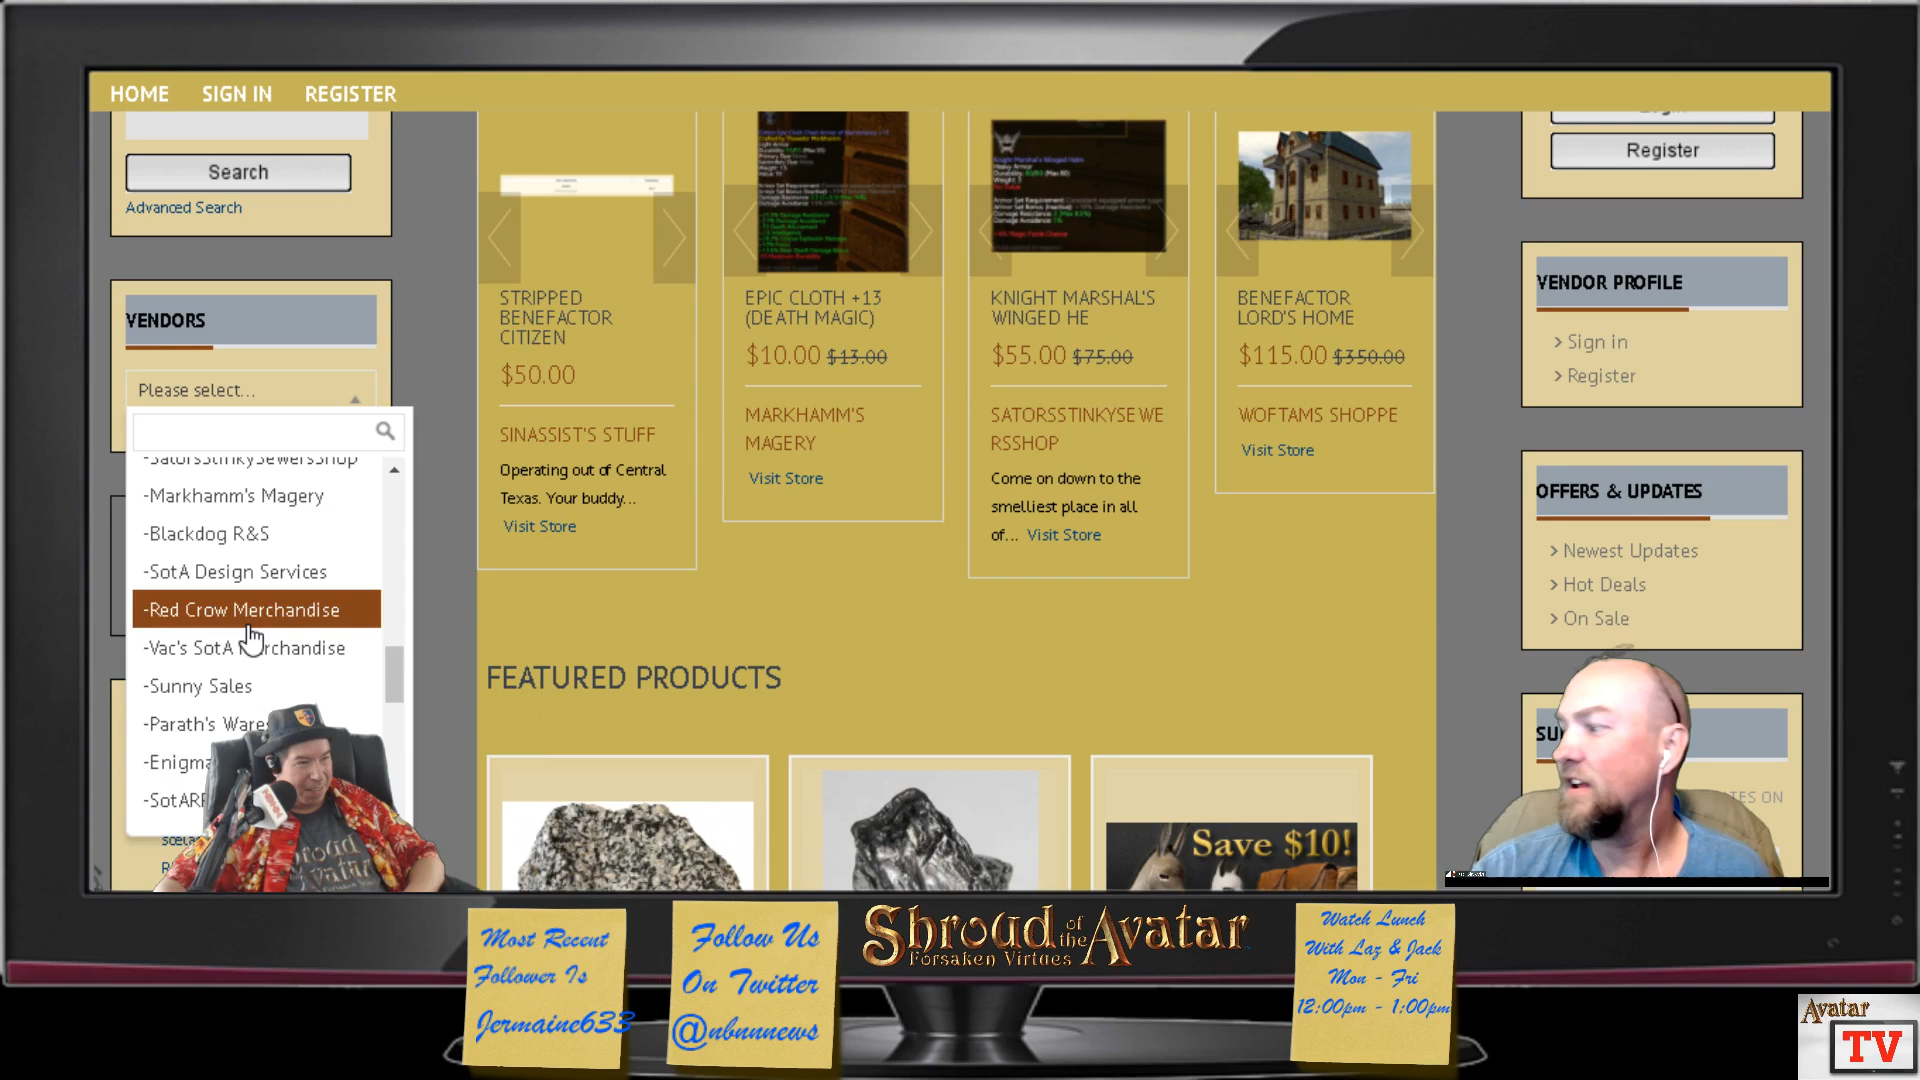 HOME SIGN IN REGISTER
Search
Advanced Search
VENDORS
Please select...
-SatorsStinkySewersShop
-Markhamm's Magery
-Blackdog R&S
-SotA Design Services
-Red Crow Merchandise
-Vac's SotA
-Sunny Sales
-Parath's Wares
STRIPPED
BENEFACTOR
CITIZEN
$50.00
SINASSIST'S STUFF
Operating out of Central
Texas. Your buddy...
Visit Store
EPIC CLOTH +13
(DEATH MAGIC)
$10.00 $13.00
MARKHAMM'S
MAGERY
Visit Store
KNIGHT MARSHAL'S
WINGED HE
$55.00 $75.00
SATORSSTINKYSEWE
RSSHOP
Come on down to the
smelliest place in all
of... Visit Store
BENEFACTOR
LORD'S HOME
$115.00 $350.00
WOFTAMS SHOPPE
Visit Store
FEATURED PRODUCTS
Save $10!
Register
VENDOR PROFILE
> Sign in
> Register
OFFERS & UPDATES
> Newest Updates
> Hot Deals
> On Sale
Most Recent
Follower Is
Jermaine633
Follow Us
On Twitter
@nbnnnews
Shroud of the Avatar
Forsaken Virtues
Watch Lunch
With Laz & Jack
Mon - Fri
12:00pm - 1:00pm
Avatar
TV